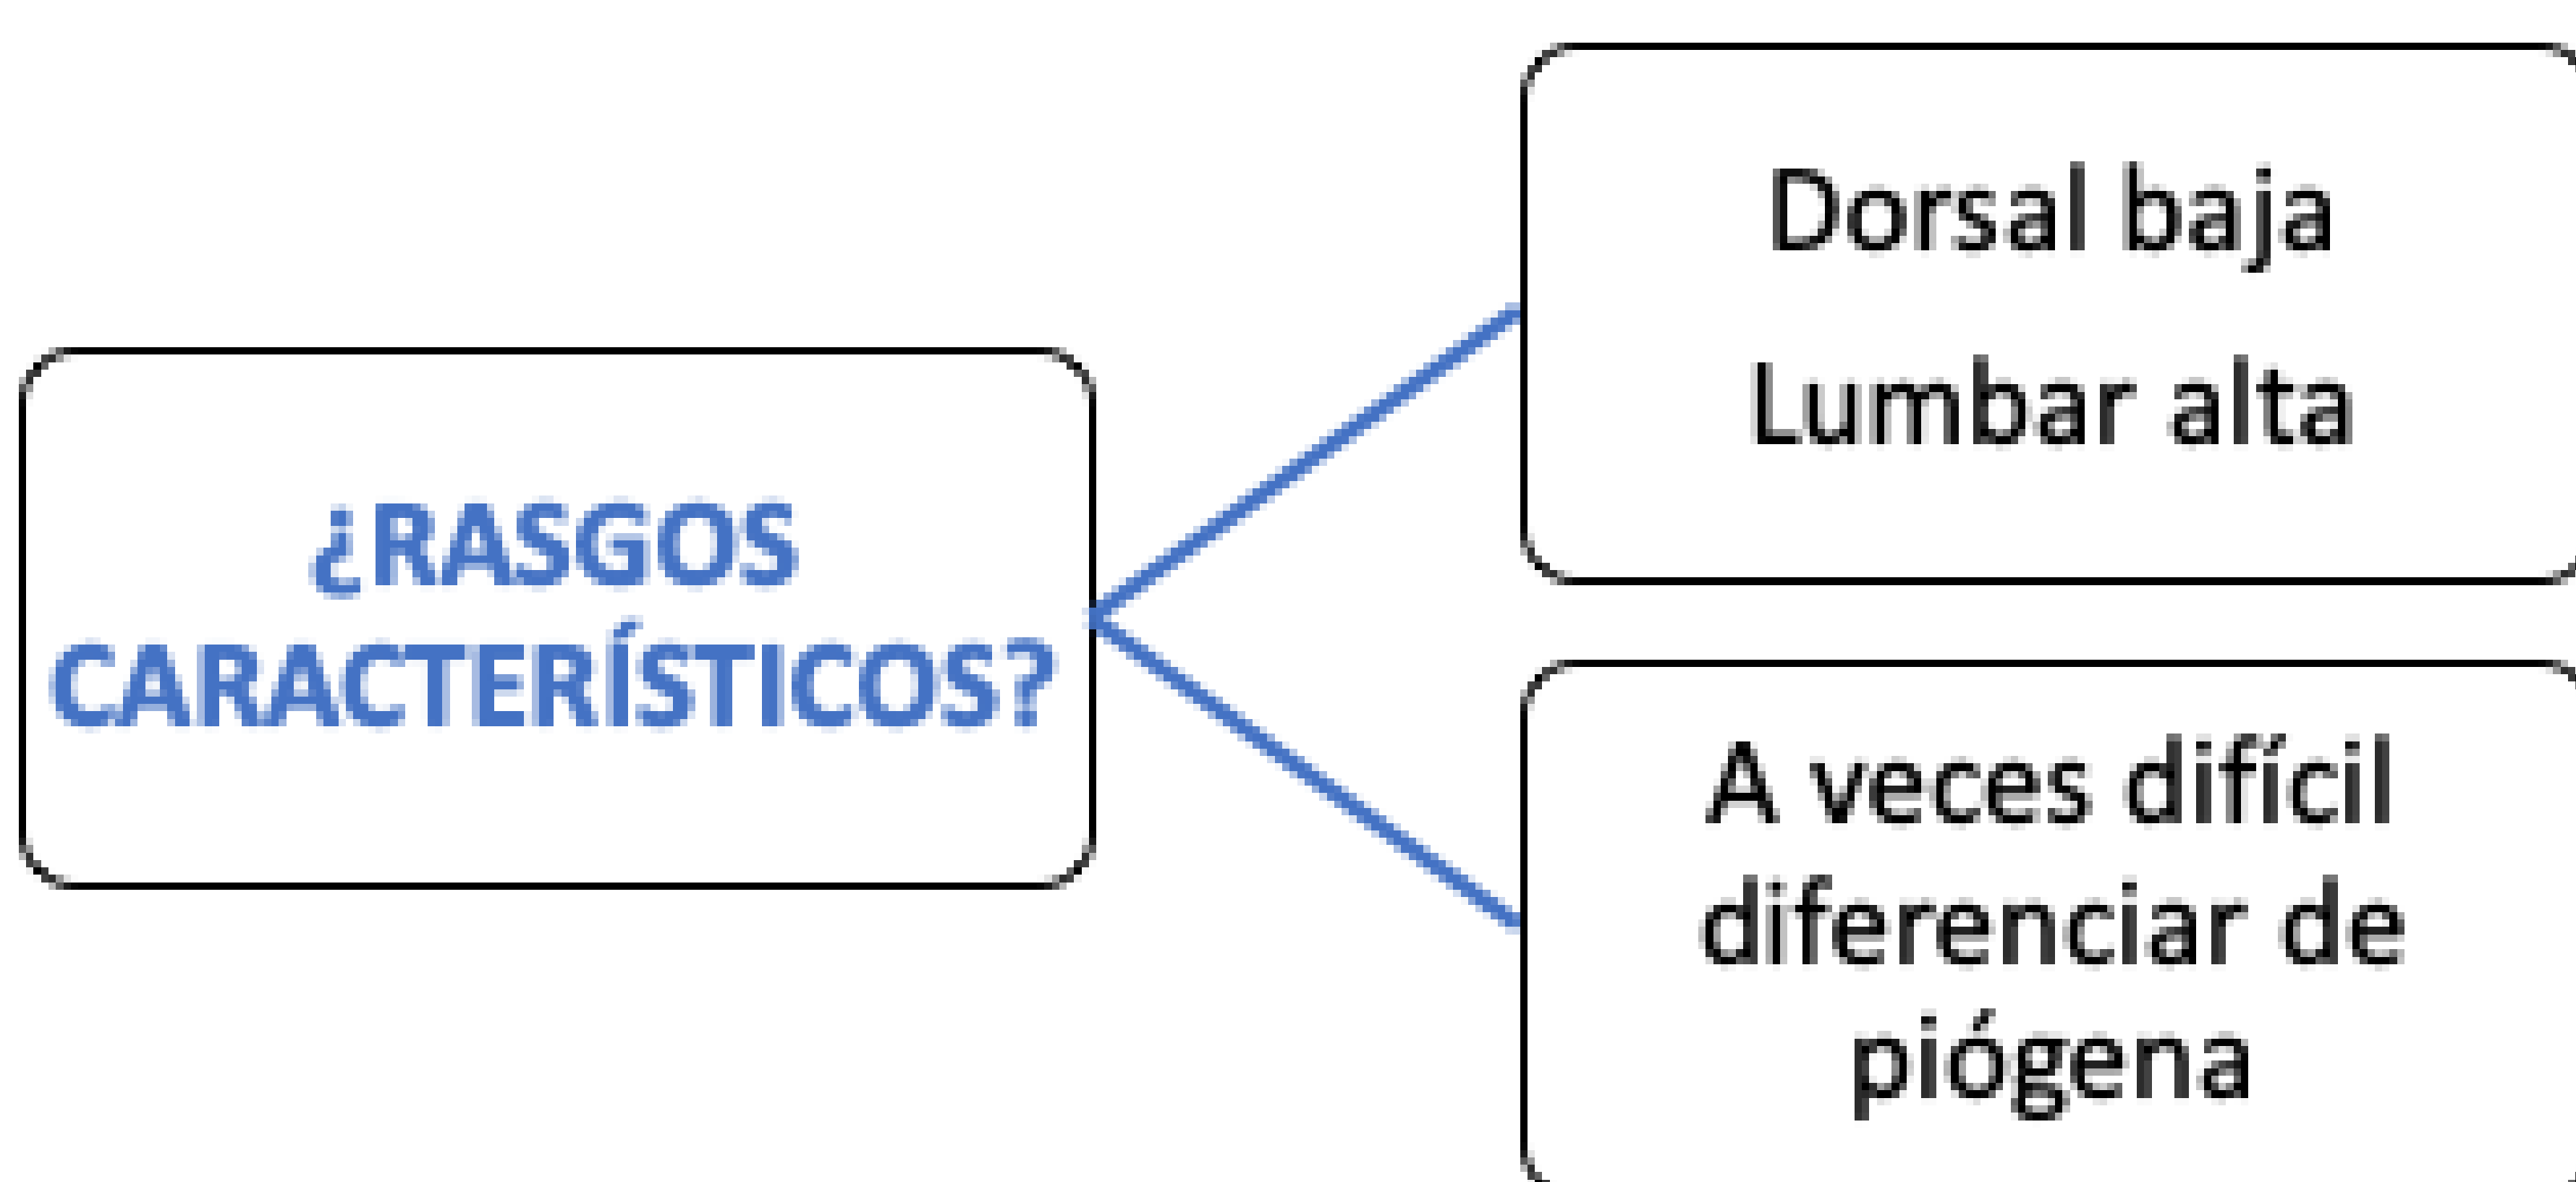 ¿RASGOS
CARACTERÍSTICOS?
Dorsal baja
Lumbar alta
A veces difícil
diferenciar de
piógena